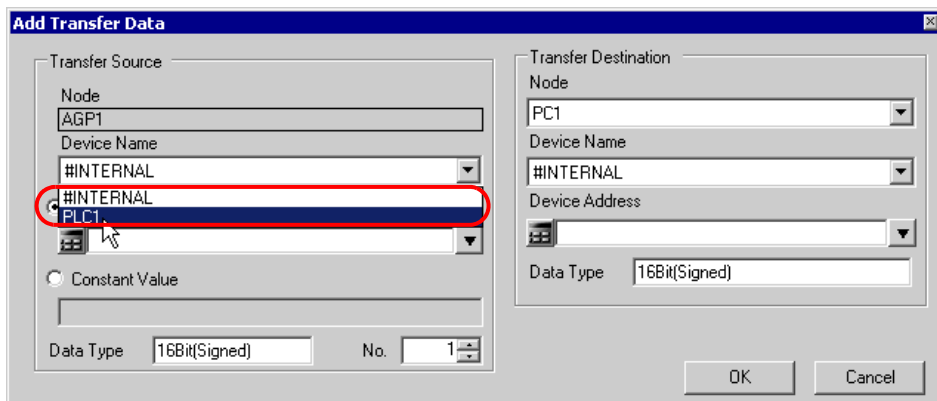 Add Transfer Data
Transfer Source
Node
AGP1
Device Name
#INTERNAL
#INTERNAL
PLC1
Constant Value
Data Type 16Bit(Signed) No. 1
Transfer Destination
Node
PC1
Device Name
#INTERNAL
Device Address
Data Type 16Bit(Signed)
OK Cancel